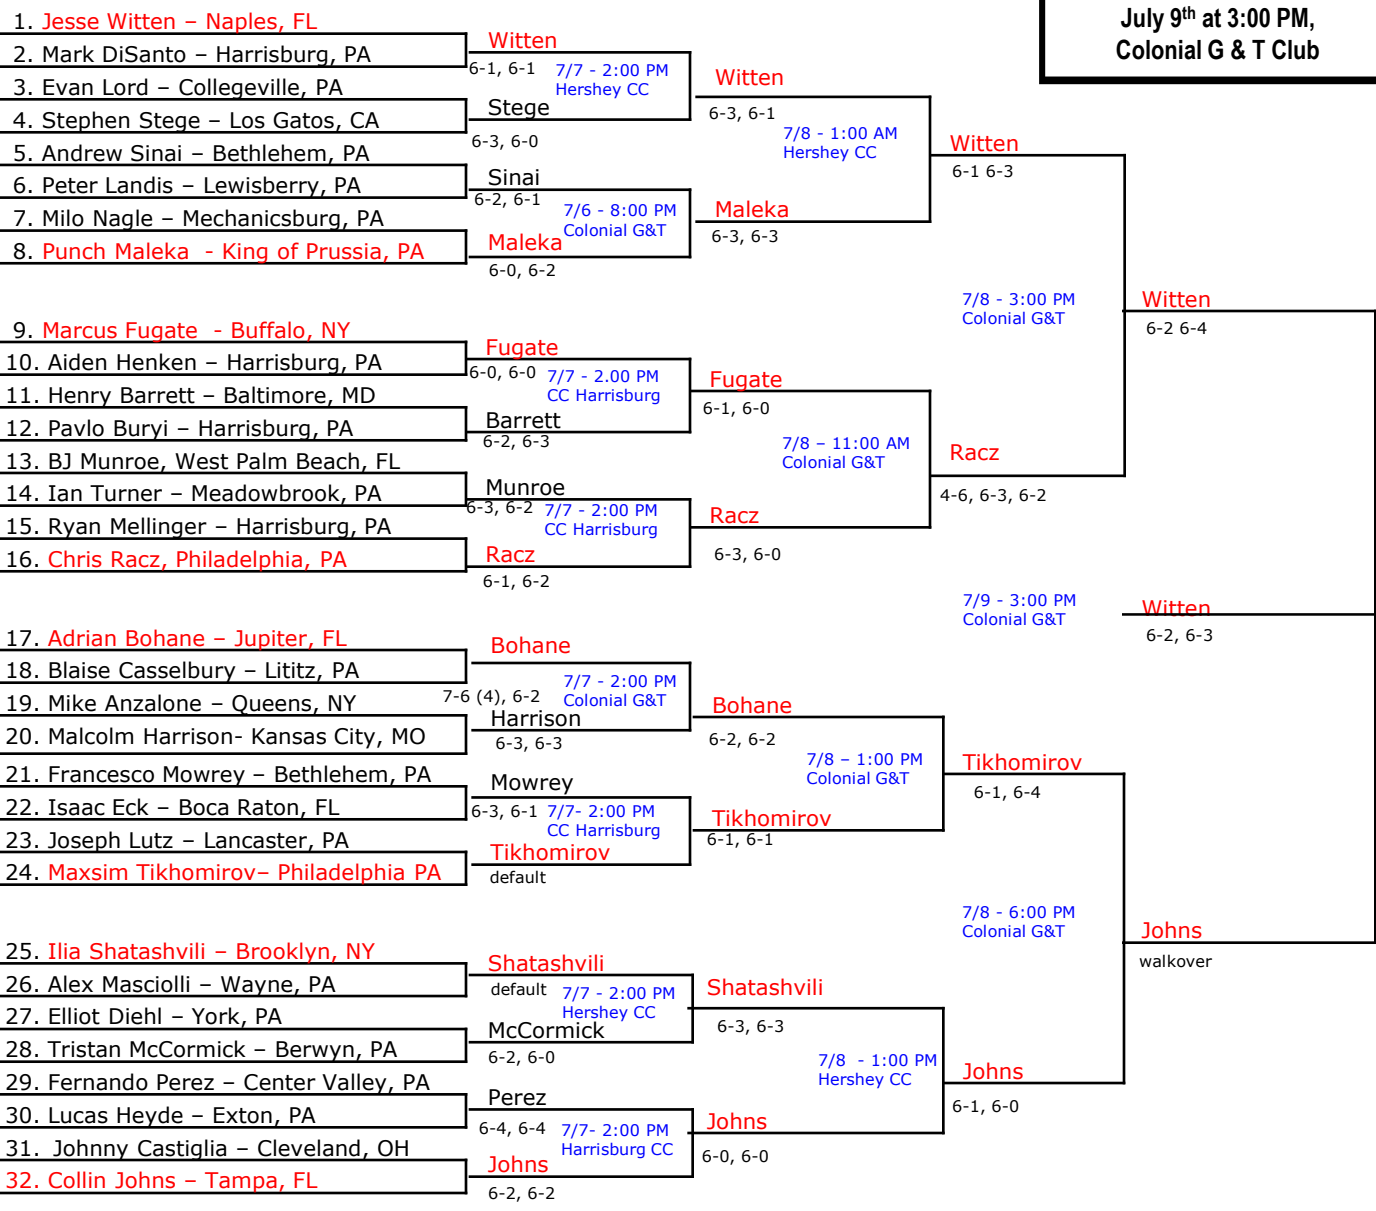 July 9th at 3:00 PM,
Colonial G & T Club
1. Jesse Witten – Naples, FL
2. Mark DiSanto – Harrisburg, PA
3. Evan Lord – Collegeville, PA
4. Stephen Stege – Los Gatos, CA
5. Andrew Sinai – Bethlehem, PA
6. Peter Landis – Lewisberry, PA
7. Milo Nagle – Mechanicsburg, PA
8. Punch Maleka - King of Prussia, PA
9. Marcus Fugate - Buffalo, NY
10. Aiden Henken – Harrisburg, PA
11. Henry Barrett – Baltimore, MD
12. Pavlo Buryi – Harrisburg, PA
13. BJ Munroe, West Palm Beach, FL
14. Ian Turner – Meadowbrook, PA
15. Ryan Mellinger – Harrisburg, PA
16. Chris Racz, Philadelphia, PA
17. Adrian Bohane – Jupiter, FL
18. Blaise Casselbury – Lititz, PA
19. Mike Anzalone – Queens, NY
20. Malcolm Harrison- Kansas City, MO
21. Francesco Mowrey – Bethlehem, PA
22. Isaac Eck – Boca Raton, FL
23. Joseph Lutz – Lancaster, PA
24. Maxsim Tikhomirov– Philadelphia PA
25. Ilia Shatashvili – Brooklyn, NY
26. Alex Masciolli – Wayne, PA
27. Elliot Diehl – York, PA
28. Tristan McCormick – Berwyn, PA
29. Fernando Perez – Center Valley, PA
30. Lucas Heyde – Exton, PA
31. Johnny Castiglia – Cleveland, OH
32. Collin Johns – Tampa, FL
Witten
6-1, 6-1
7/7 - 2:00 PM
Hershey CC
Stege
6-3, 6-0
Sinai
6-2, 6-1
7/6 - 8:00 PM
Colonial G&T
Maleka
6-0, 6-2
Fugate
6-0, 6-0
7/7 - 2.00 PM
CC Harrisburg
Barrett
6-2, 6-3
Munroe
6-3, 6-2
7/7 - 2:00 PM
CC Harrisburg
Racz
6-1, 6-2
Bohane
7-6 (4), 6-2
7/7 - 2:00 PM
Colonial G&T
Harrison
6-3, 6-3
Mowrey
6-3, 6-1
7/7- 2:00 PM
CC Harrisburg
Tikhomirov
default
Shatashvili
default
7/7 - 2:00 PM
Hershey CC
McCormick
6-2, 6-0
Perez
6-4, 6-4
7/7- 2:00 PM
Harrisburg CC
Johns
6-2, 6-2
Witten
6-3, 6-1
7/8 - 1:00 AM
Hershey CC
Maleka
6-3, 6-3
Fugate
6-1, 6-0
7/8 – 11:00 AM
Colonial G&T
Racz
6-3, 6-0
Bohane
6-2, 6-2
7/8 – 1:00 PM
Colonial G&T
Tikhomirov
6-1, 6-1
Shatashvili
6-3, 6-3
7/8 - 1:00 PM
Hershey CC
Johns
6-0, 6-0
Witten
6-1 6-3
7/8 - 3:00 PM
Colonial G&T
Racz
4-6, 6-3, 6-2
Tikhomirov
6-1, 6-4
7/8 - 6:00 PM
Colonial G&T
Johns
6-1, 6-0
Witten
6-2 6-4
7/9 - 3:00 PM
Colonial G&T
Witten
6-2, 6-3
Johns
walkover